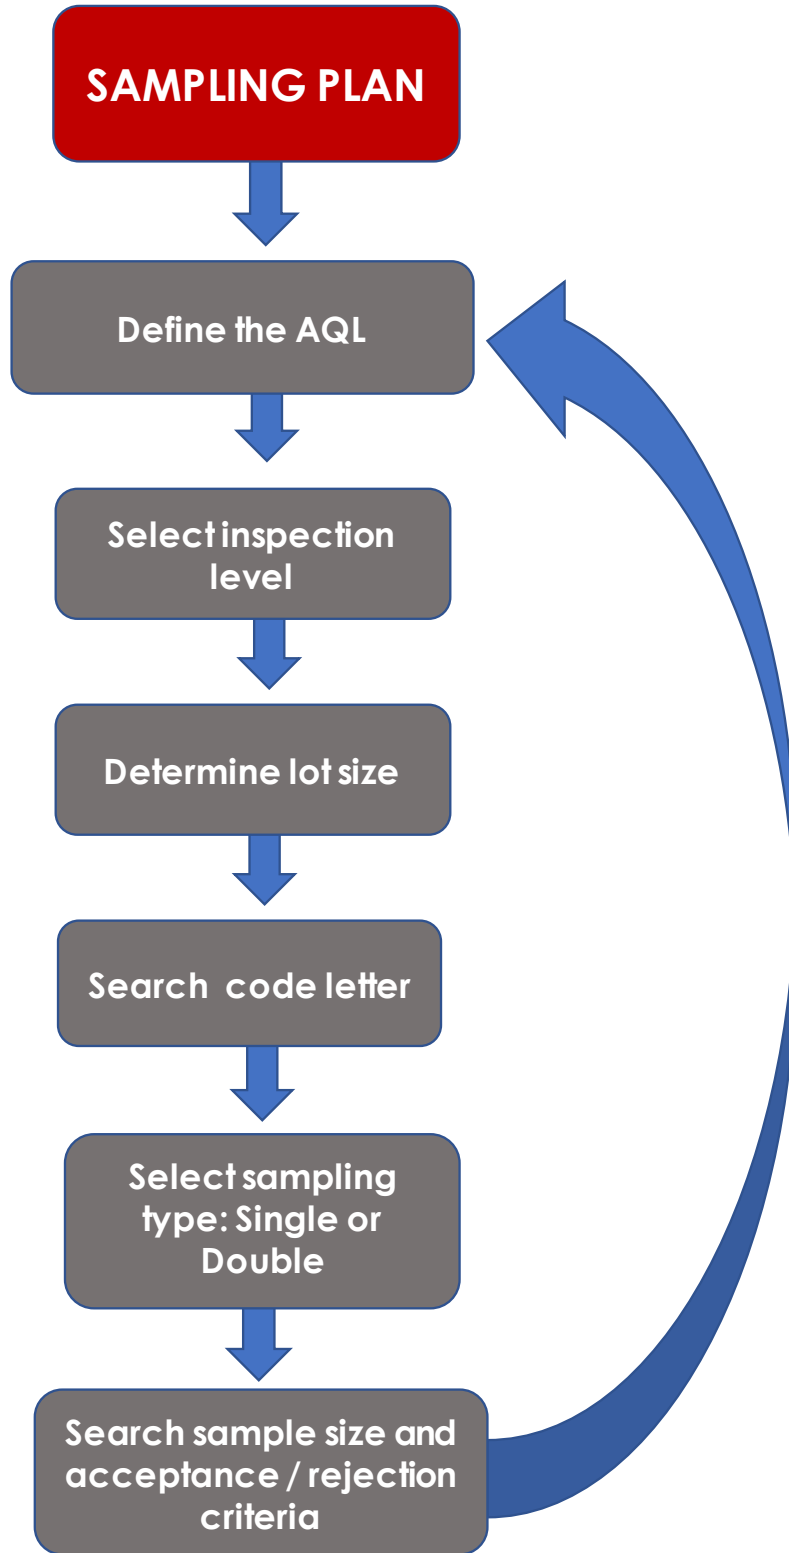 SAMPLING PLAN
Define the AQL
Select inspection
level
Determine lot size
Search code letter
Select sampling
type: Single or
Double
Search sample size and
acceptance / rejection
criteria